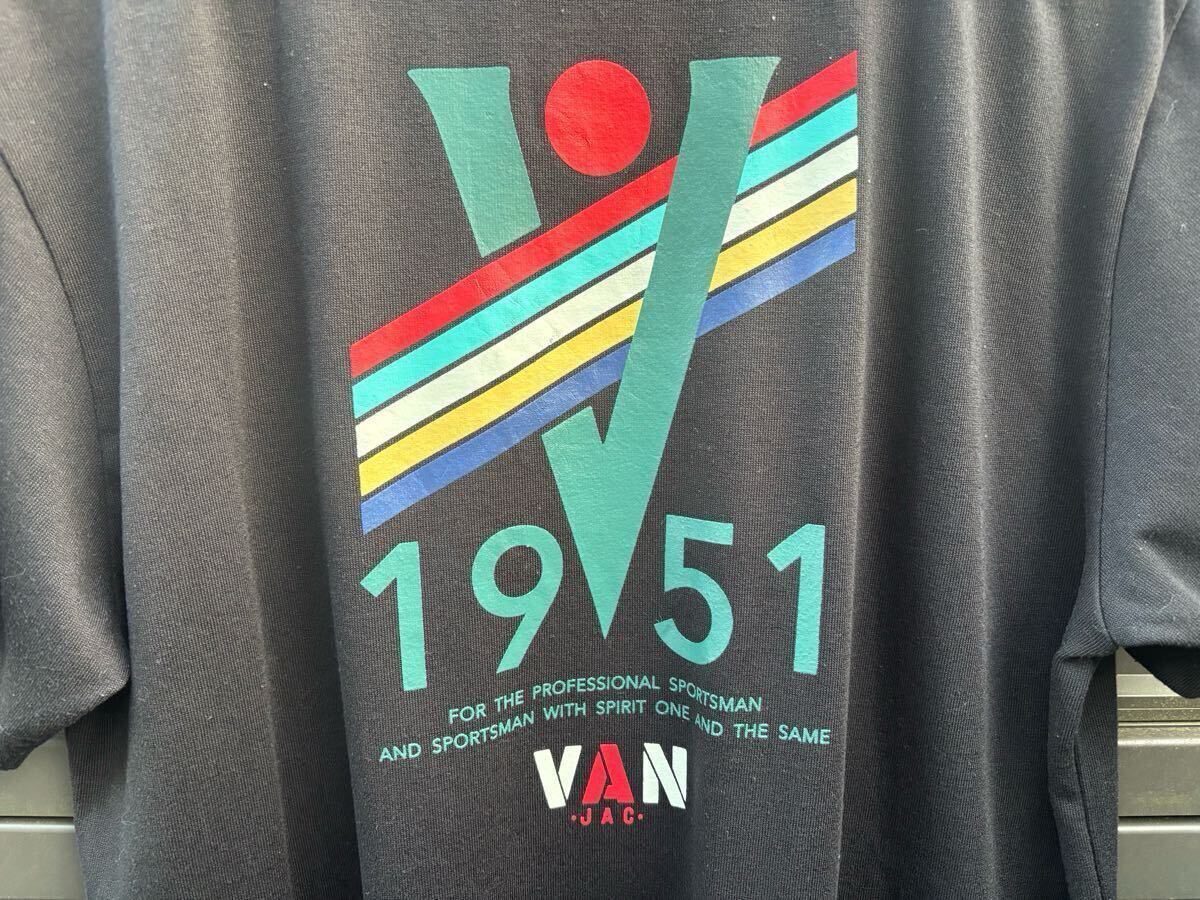 V
1951
FOR THE PROFESSIONAL SPORTSMAN
AND SPORTSMAN WITH SPIRIT ONE AND THE SAME
VAN
·JAC·